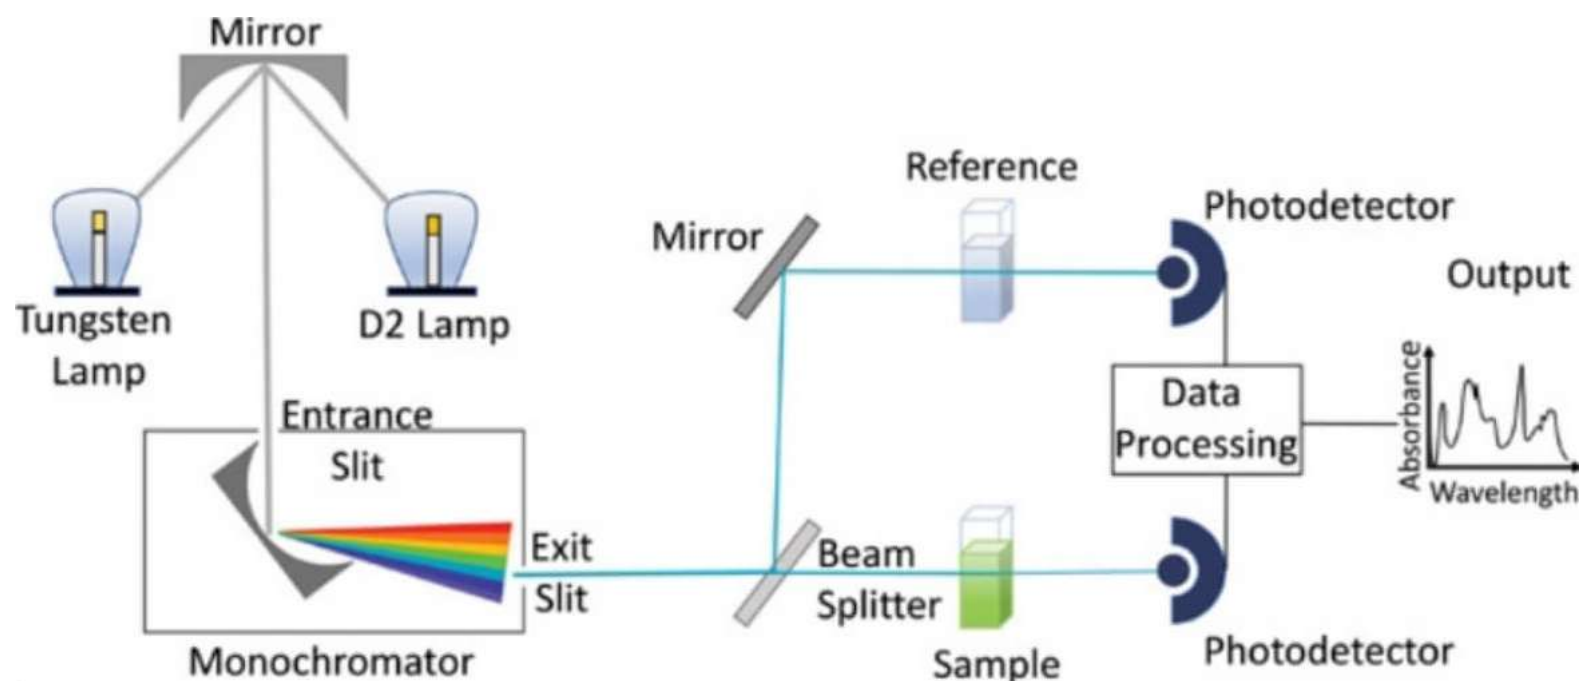 Mirror
Tungsten
Lamp
D2 Lamp
Entrance
Slit
Exit
Slit
Monochromator
Mirror
Beam
Splitter
Reference
Sample
Photodetector
Photodetector
Data
Processing
Output
Absorbance
Wavelength